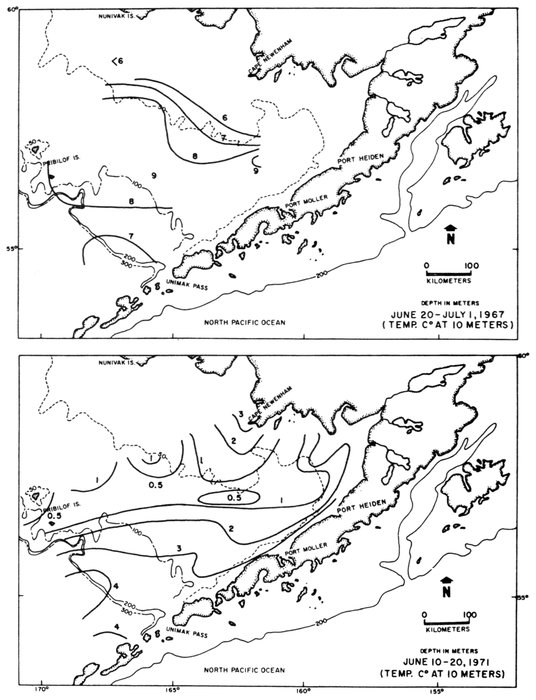 60°
NUNIVAK IS.
<6
CAPE NEWENHAM
6
7
8
9
50
PRIBILOF IS.
9
100
8
PORT HEIDEN
PORT MOLLER
7
55°
200
500
UNIMAK PASS
200
N
0 100
KILOMETERS
DEPTH IN METERS
JUNE 20–JULY 1, 1967
(TEMP. C° AT 10 METERS)
NORTH PACIFIC OCEAN
60°
NUNIVAK IS.
3
CAPE NEWENHAM
2
1
1
50
1
0.5
0.5
1
50
PRIBILOF IS.
0.5
100
2
PORT HEIDEN
3
PORT MOLLER
4
200
500
4
UNIMAK PASS
200
N
0 100
KILOMETERS
55°
DEPTH IN METERS
JUNE 10–20, 1971
(TEMP. C° AT 10 METERS)
NORTH PACIFIC OCEAN
170° 165° 160° 155°